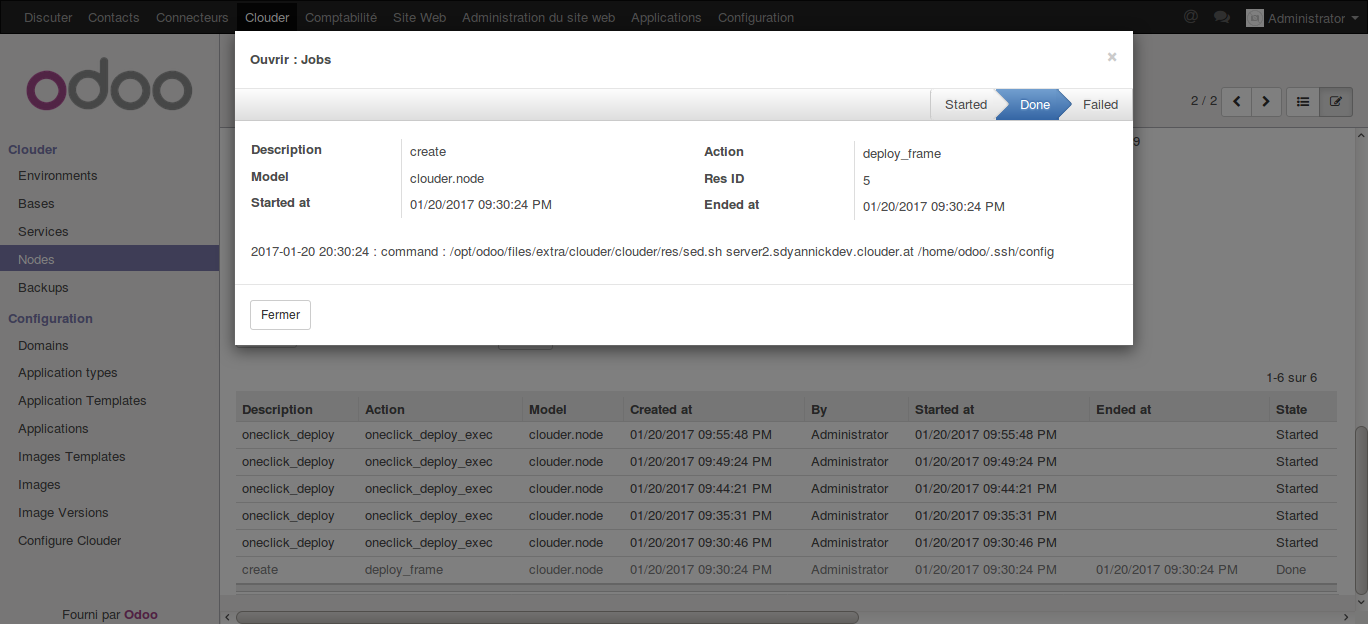 Discuter Contacts Connecteurs Clouder Comptabilité Site Web Administration du site web Applications Configuration @ Administrator
Ouvrir : Jobs ×
odoo
Started Done Failed
2 / 2
Clouder
Environments
Bases
Services
Nodes
Backups
Configuration
Domains
Application types
Application Templates
Applications
Images Templates
Images
Image Versions
Configure Clouder
Fourni par Odoo
9
Description create Action deploy_frame
Model clouder.node Res ID 5
Started at 01/20/2017 09:30:24 PM Ended at 01/20/2017 09:30:24 PM
2017-01-20 20:30:24 : command : /opt/odoo/files/extra/clouder/clouder/res/sed.sh server2.sdyannickdev.clouder.at /home/odoo/.ssh/config
Fermer
1-6 sur 6
Description Action Model Created at By Started at Ended at State
oneclick_deploy oneclick_deploy_exec clouder.node 01/20/2017 09:55:48 PM Administrator 01/20/2017 09:55:48 PM Started
oneclick_deploy oneclick_deploy_exec clouder.node 01/20/2017 09:49:24 PM Administrator 01/20/2017 09:49:24 PM Started
oneclick_deploy oneclick_deploy_exec clouder.node 01/20/2017 09:44:21 PM Administrator 01/20/2017 09:44:21 PM Started
oneclick_deploy oneclick_deploy_exec clouder.node 01/20/2017 09:35:31 PM Administrator 01/20/2017 09:35:31 PM Started
oneclick_deploy oneclick_deploy_exec clouder.node 01/20/2017 09:30:46 PM Administrator 01/20/2017 09:30:46 PM Started
create deploy_frame clouder.node 01/20/2017 09:30:24 PM Administrator 01/20/2017 09:30:24 PM 01/20/2017 09:30:24 PM Done